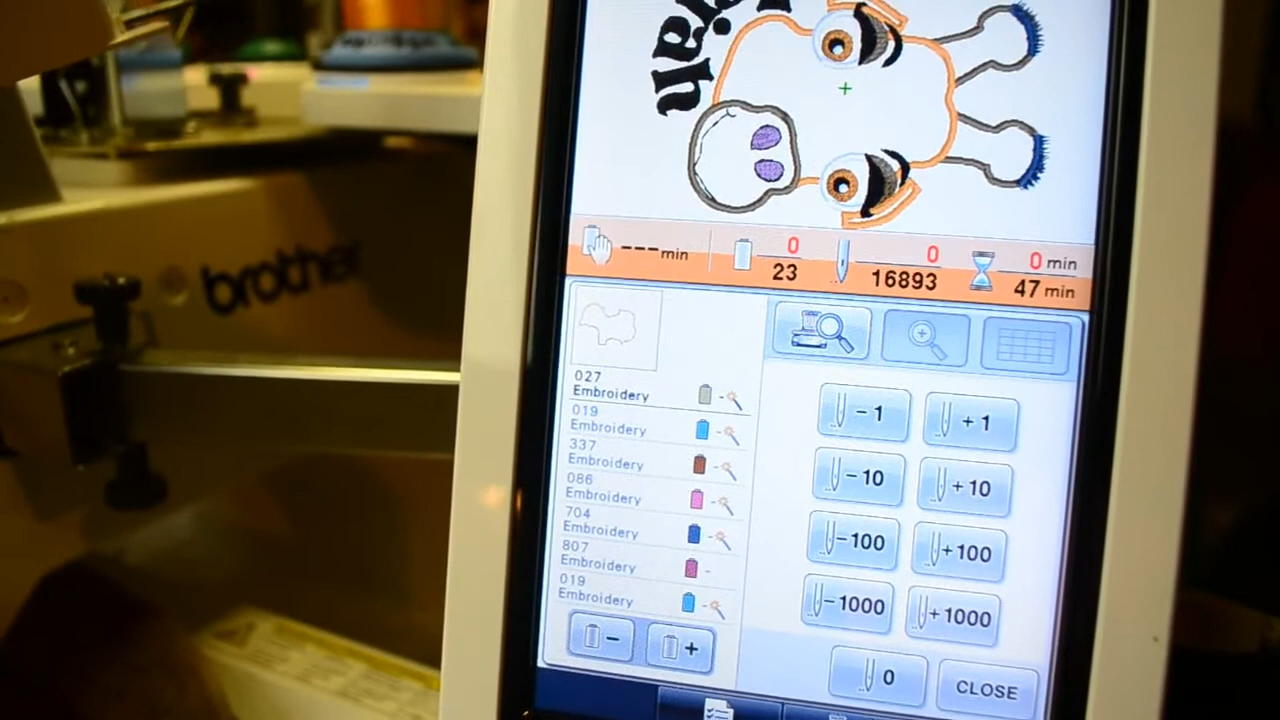 brother
--- min
0
23
0
16893
0 min
47 min
027
Embroidery
019
Embroidery
337
Embroidery
086
Embroidery
704
Embroidery
807
Embroidery
019
Embroidery
-1
+1
-10
+10
-100
+100
-1000
+1000
0
CLOSE
- +